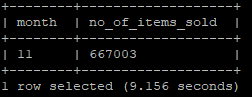 +--------+--------------------+
| month | no_of_items_sold |
+--------+--------------------+
| 11 | 667003 |
+--------+--------------------+
1 row selected (9.156 seconds)